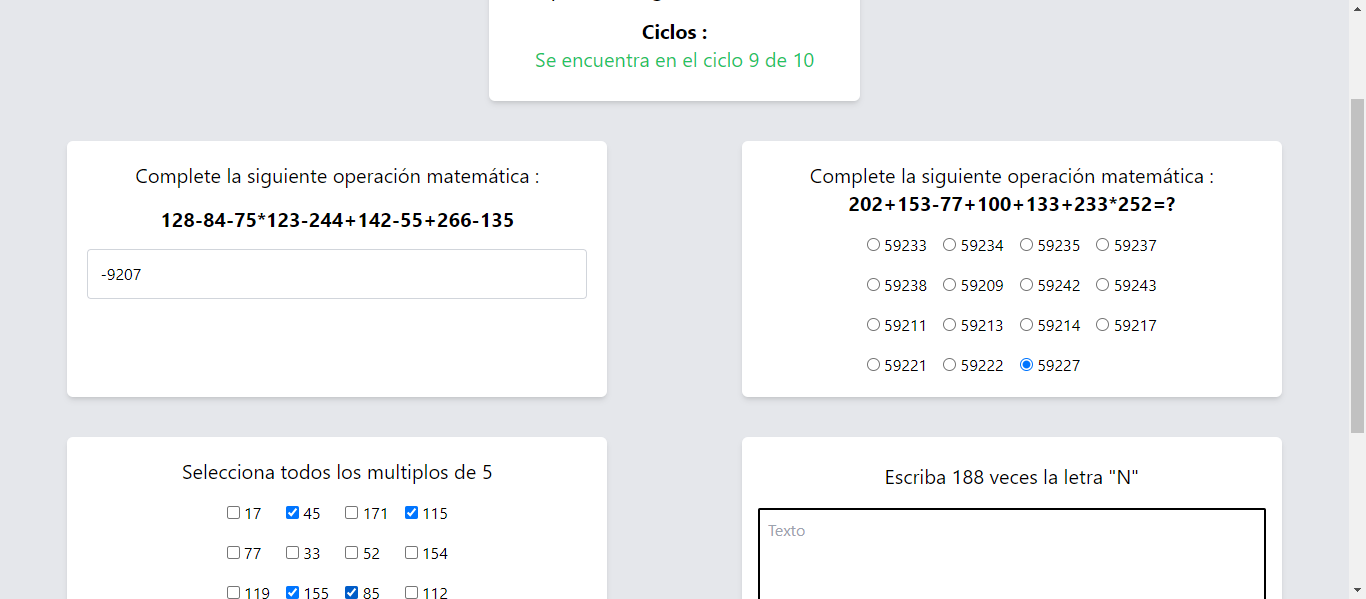 Ciclos :
Se encuentra en el ciclo 9 de 10
Complete la siguiente operación matemática :
128-84-75*123-244+142-55+266-135
-9207
Complete la siguiente operación matemática :
202+153-77+100+133+233*252=?
59233 59234 59235 59237
59238 59209 59242 59243
59211 59213 59214 59217
59221 59222 59227
Selecciona todos los multiplos de 5
17 45 171 115
77 33 52 154
119 155 85 112
Escriba 188 veces la letra "N"
Texto